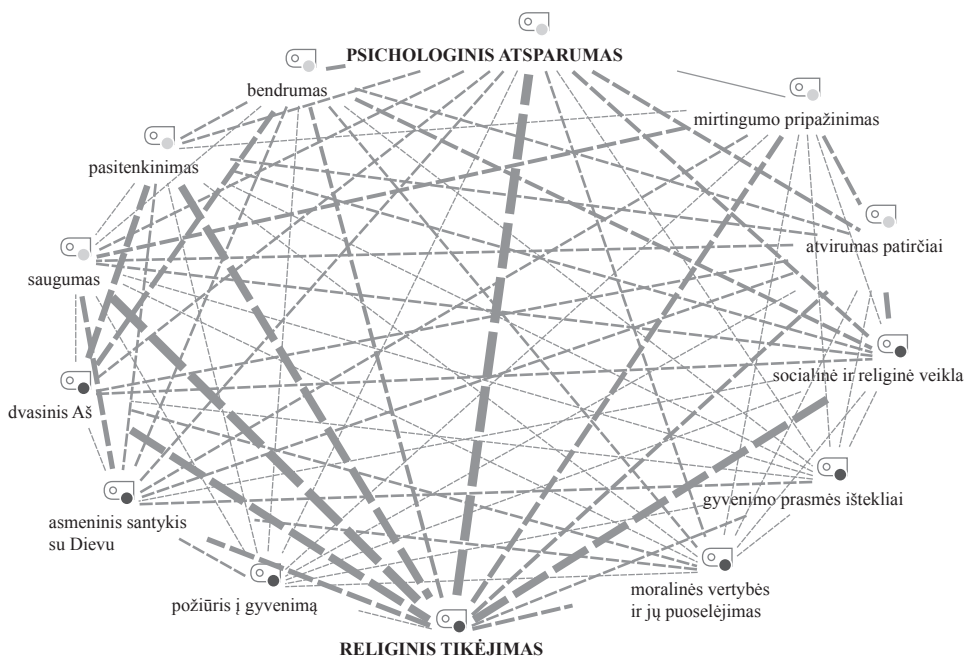 PSICHOLOGINIS ATSPARUMAS
bendrumas
mirtingumo pripažinimas
pasitenkinimas
atvirumas patirčiai
saugumas
socialinė ir religinė veikla
dvasinis Aš
gyvenimo prasmės ištekliai
asmeninis santykis
su Dievu
moralinės vertybės
ir jų puoselėjimas
požiūris į gyvenimą
RELIGINIS TIKĖJIMAS